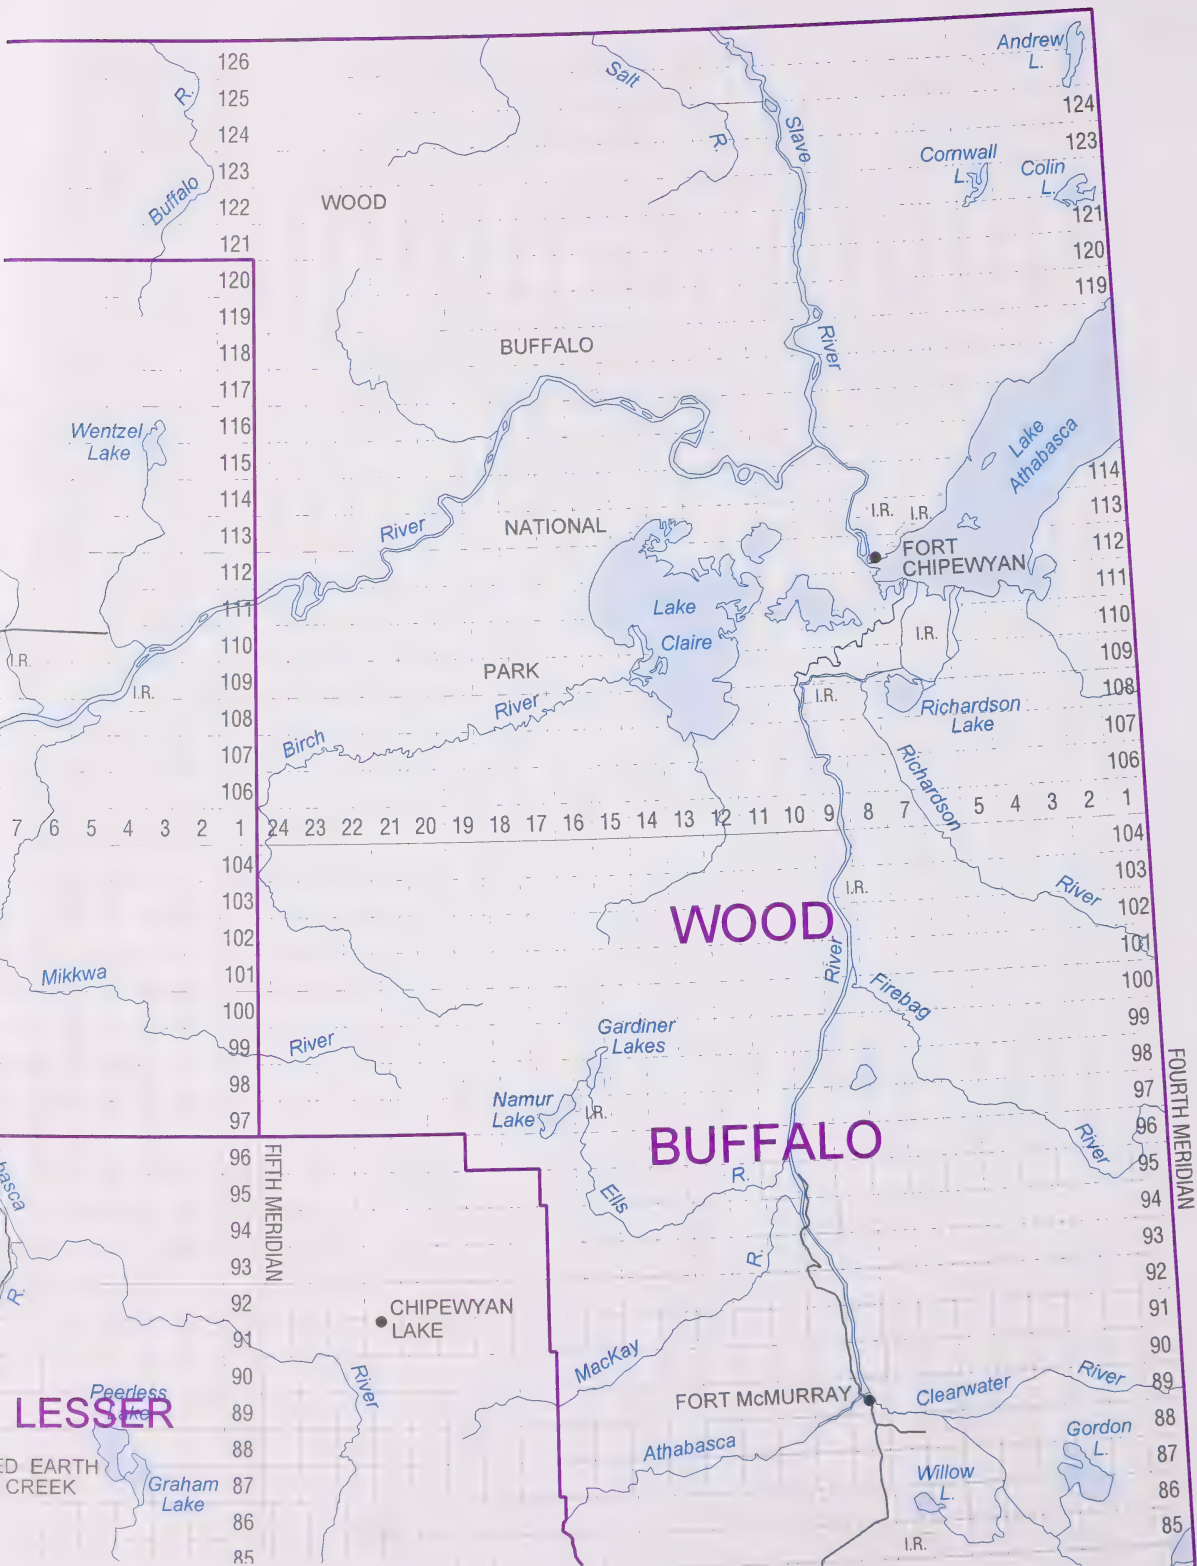 126
125
124
123
122
121
120
119
118
117
116
115
114
113
112
111
110
109
108
107
106
7 6 5 4 3 2 1 24 23 22 21 20 19 18 17 16 15 14 13 12 11 10 9 8 7 5 4 3 2 1
104
103
102
101
100
99
98
97
96
95
94
93
92
91
90
89
88
87
86
85
Andrew
L.
124
123
121
120
119
114
113
112
111
110
109
108
107
106
104
103
102
101
100
99
98
97
96
95
94
93
92
91
90
89
88
87
86
85
R.
Buffalo
Salt
R.
Slave
River
Cornwall
L.
Colin
L.
WOOD
BUFFALO
NATIONAL
PARK
Wentzel
Lake
River
Lake
Athabasca
I.R.
I.R.
FORT
CHIPEWYAN
Lake
Claire
I.R.
I.R.
I.R.
I.R.
Richardson
Lake
Birch
River
Richardson
River
I.R.
WOOD
BUFFALO
River
Firebag
River
Mikkwa
River
Gardiner
Lakes
Namur
Lake
I.R.
Ells
R.
FIFTH MERIDIAN
FOURTH MERIDIAN
basca
R.
CHIPEWYAN
LAKE
River
R.
MacKay
FORT McMURRAY
Clearwater
River
Athabasca
Peerless
Lake
LESSER
ED EARTH
CREEK
Graham
Lake
Gordon
L.
Willow
L.
I.R.